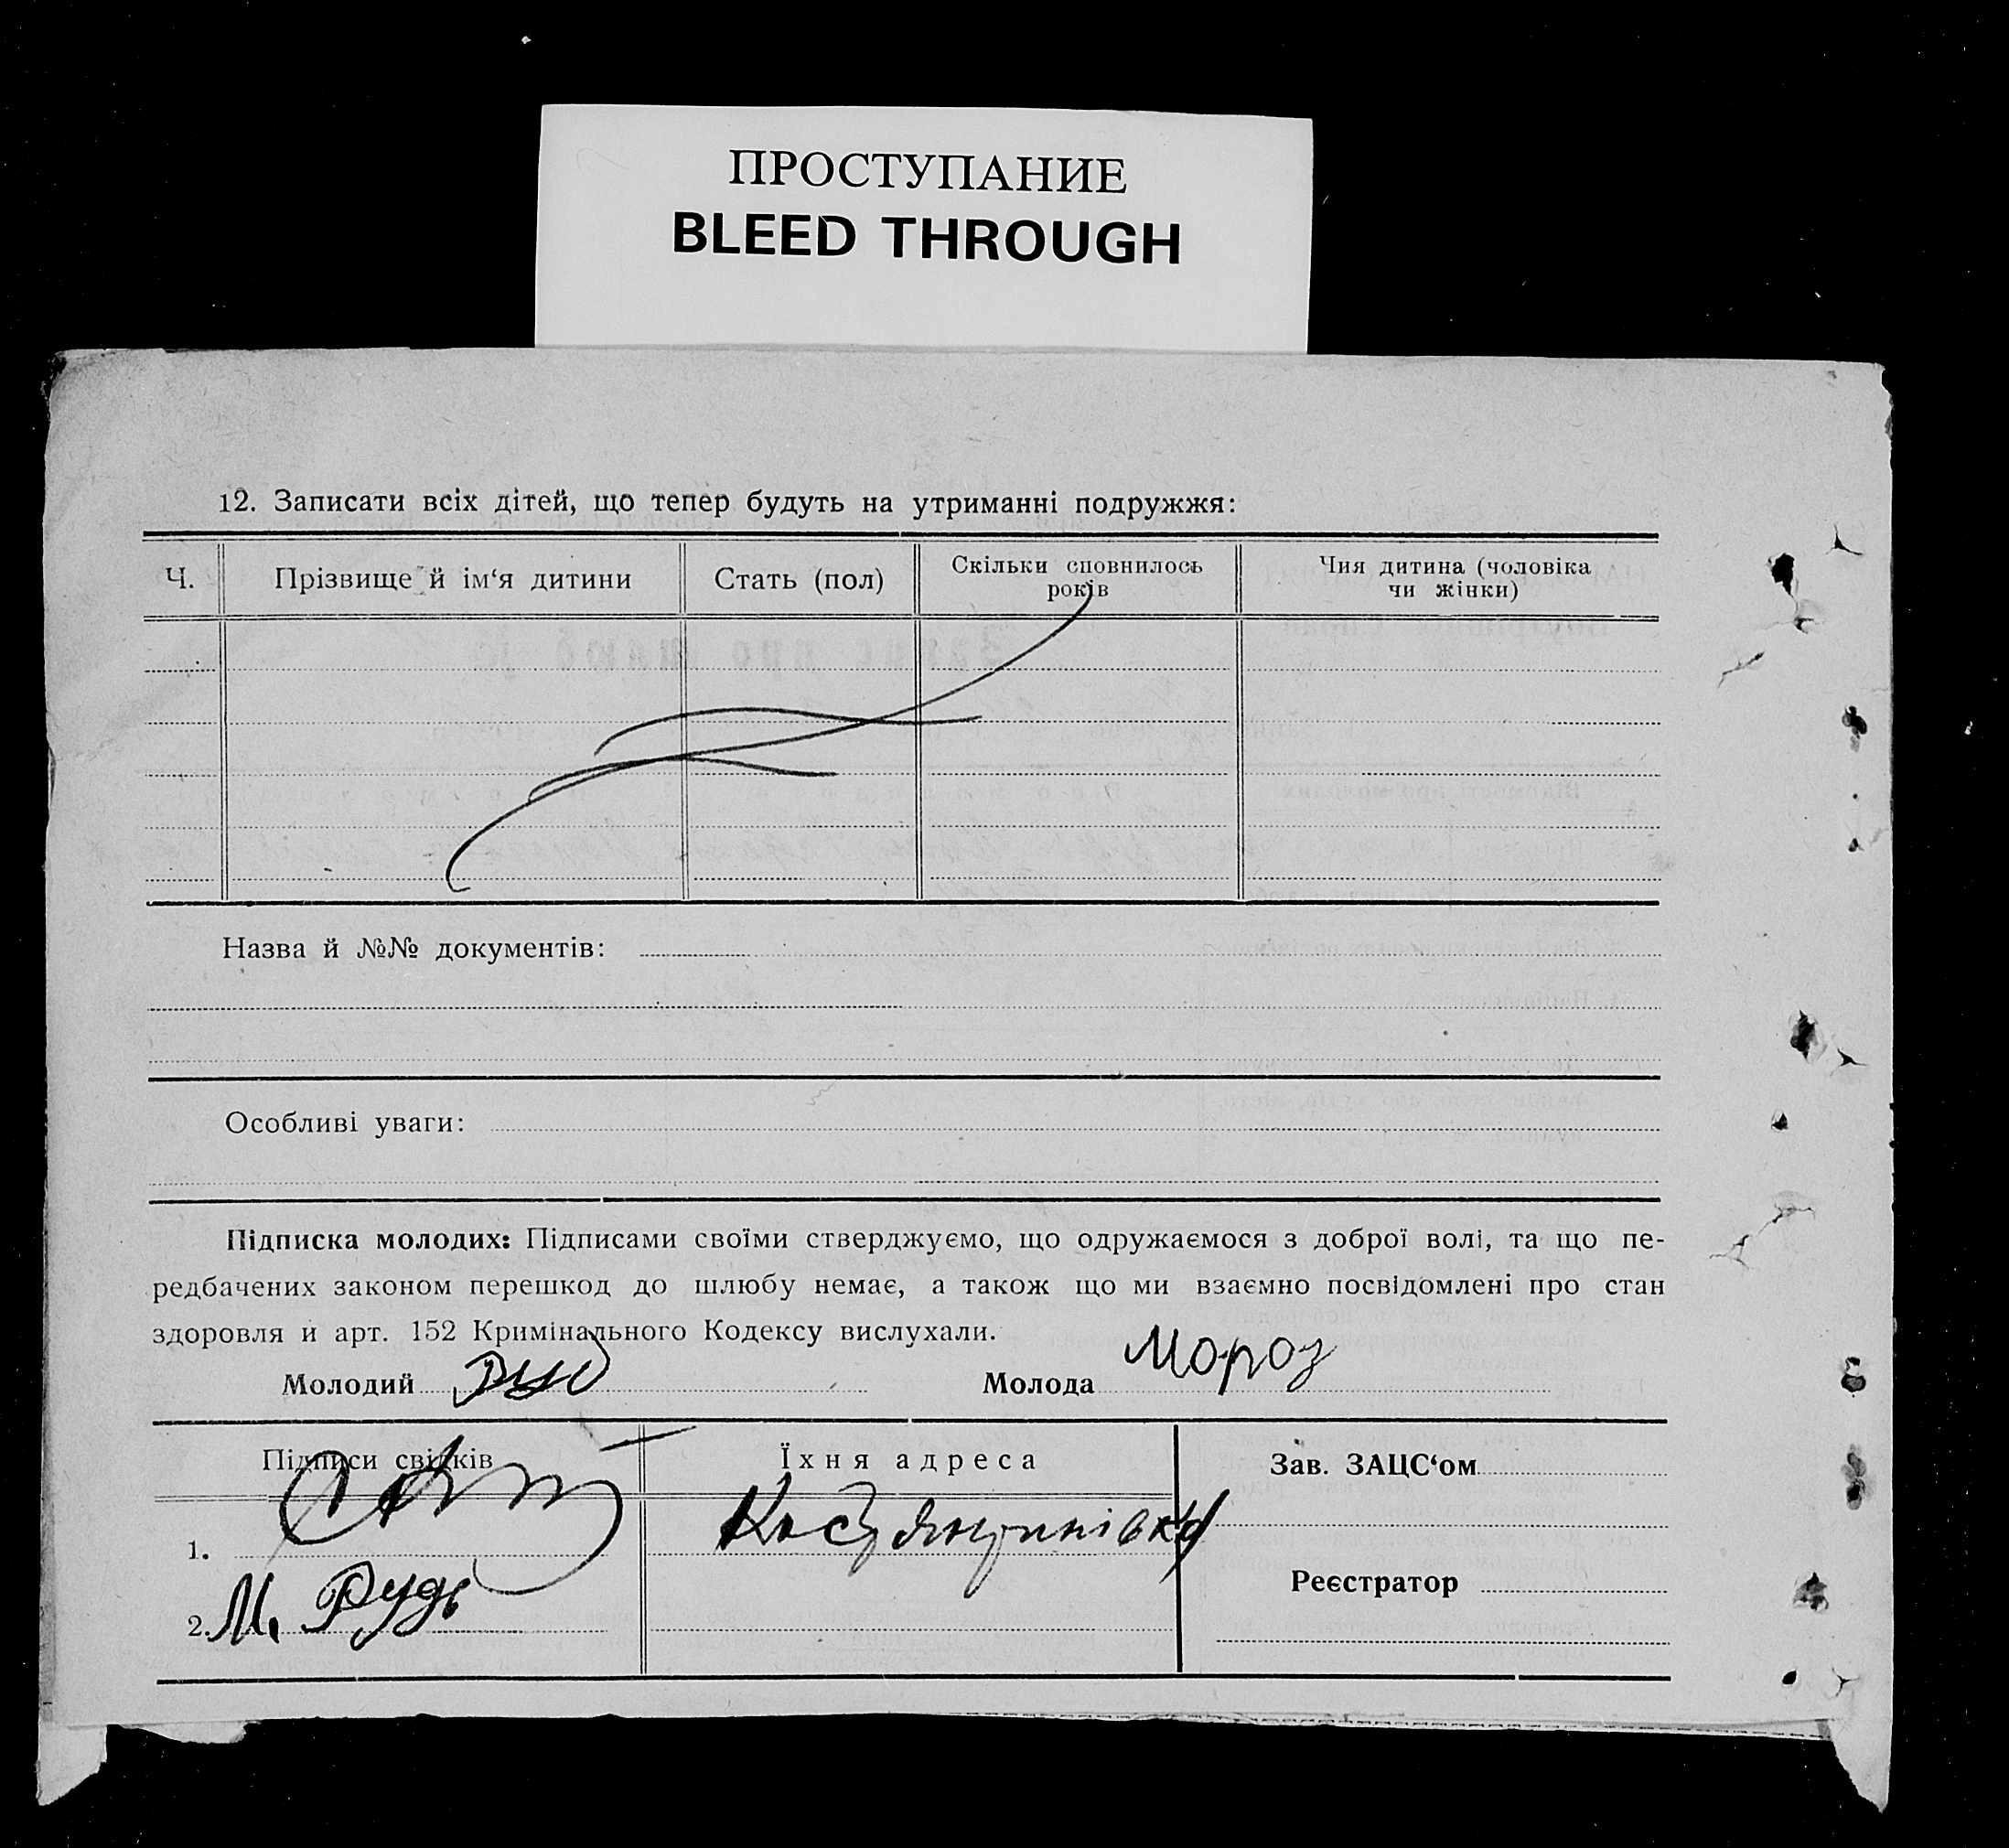 ПРОСТУПАНИЕ
BLEED THROUGH
12. Записати всіх дітей, що тепер будуть на утриманні подружжя:
Ч. Прізвище й ім‘я дитини Стать (пол) Скільки сповнилось років Чия дитина (чоловіка чи жінки)
Назва й №№ документів:
Особливі уваги:
Підписка молодих: Підписами своїми стверджуємо, що одружаємося з доброї волі, та що пе-
редбачених законом перешкод до шлюбу немає, а також що ми взаємно посвідомлені про стан
здоровля й арт. 152 Кримінального Кодексу вислухали.
Молодий Молода Мороз
Підписи свідків Їхня адреса Зав. ЗАЦС‘ом
1. Костянтинівка
Реєстратор
2. М. Рудь